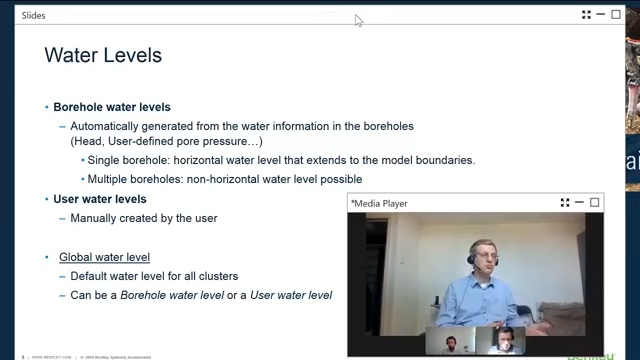 Slides
Water Levels
• Borehole water levels
– Automatically generated from the water information in the boreholes
(Head, User-defined pore pressure…)
• Single borehole: horizontal water level that extends to the model boundaries.
• Multiple boreholes: non-horizontal water level possible
• User water levels
– Manually created by the user
*Media Player
• Global water level
– Default water level for all clusters
– Can be a Borehole water level or a User water level
WWW.BENTLEY.COM | © 2020 Bentley Systems, Incorporated